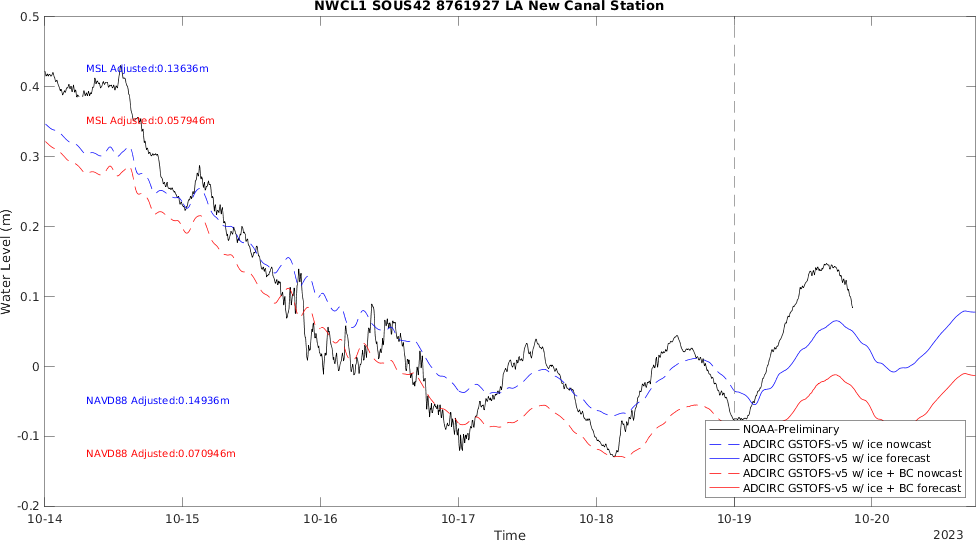 NWCL1 SOUS42 8761927 LA New Canal Station
0.5
0.4
0.3
0.2
0.1
0
-0.1
-0.2
Water Level (m)
MSL Adjusted:0.13636m
MSL Adjusted:0.057946m
NAVD88 Adjusted:0.14936m
NAVD88 Adjusted:0.070946m
NOAA-Preliminary
ADCIRC GSTOFS-v5 w/ ice nowcast
ADCIRC GSTOFS-v5 w/ ice forecast
ADCIRC GSTOFS-v5 w/ ice + BC nowcast
ADCIRC GSTOFS-v5 w/ ice + BC forecast
10-14 10-15 10-16 10-17 10-18 10-19 10-20
Time
2023